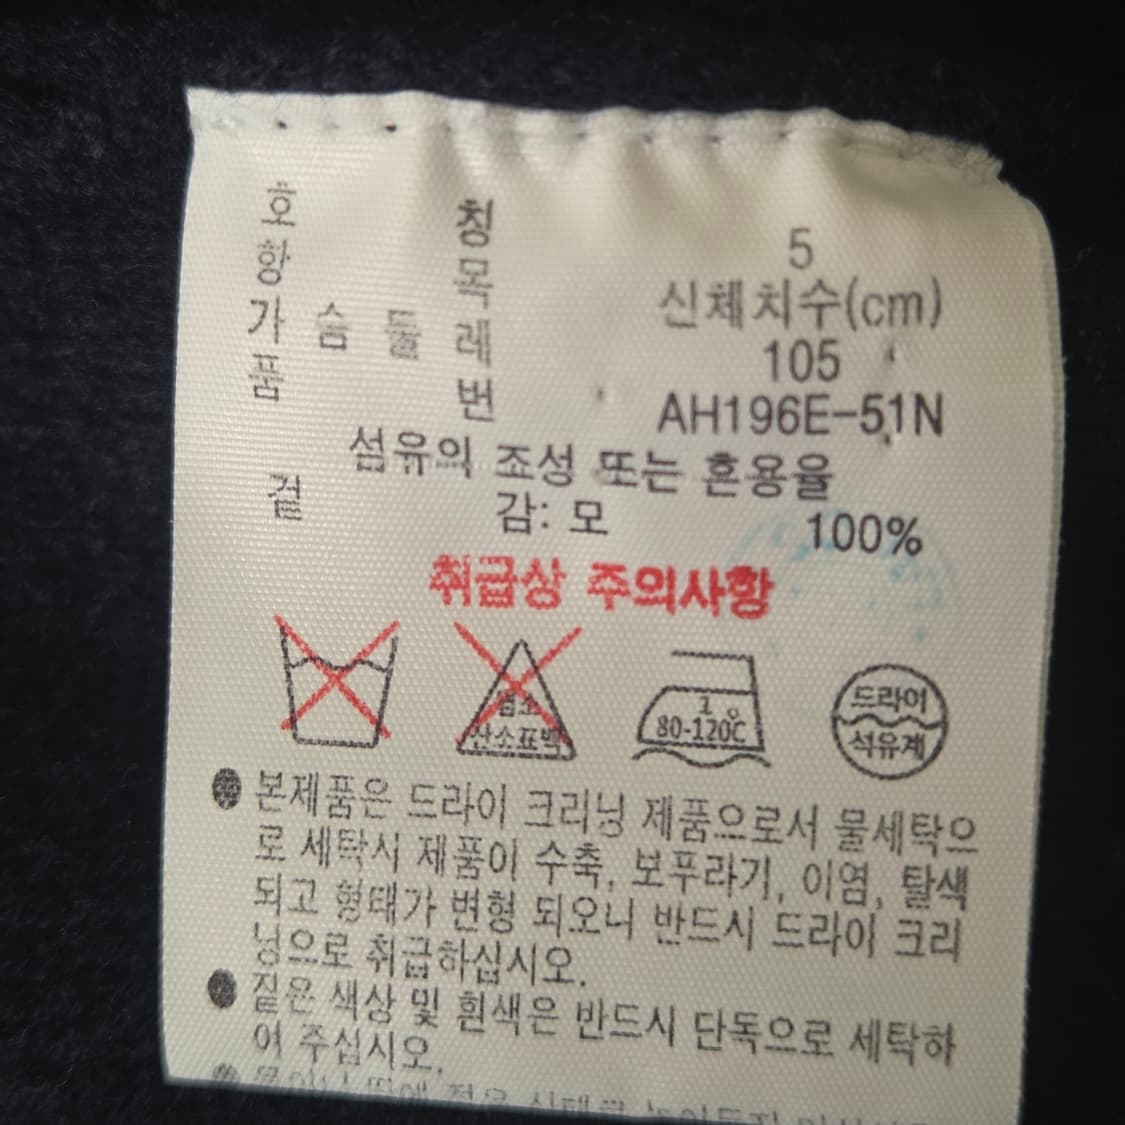 호 칭 5
항 목 신체치수(cm)
가 슴 둘 레 105
품 번 AH196E-51N
섬유의 조성 또는 혼용율
겉 감: 모 100%
취급상 주의사항
염소 산소표백
1 80-120℃
드라이 석유계
● 본제품은 드라이 크리닝 제품으로서 물세탁으
로 세탁시 제품이 수축, 보푸라기, 이염, 탈색
되고 형태가 변형 되오니 반드시 드라이 크리
닝으로 취급하십시오.
● 짙은 색상 및 흰색은 반드시 단독으로 세탁하
여 주십시오.